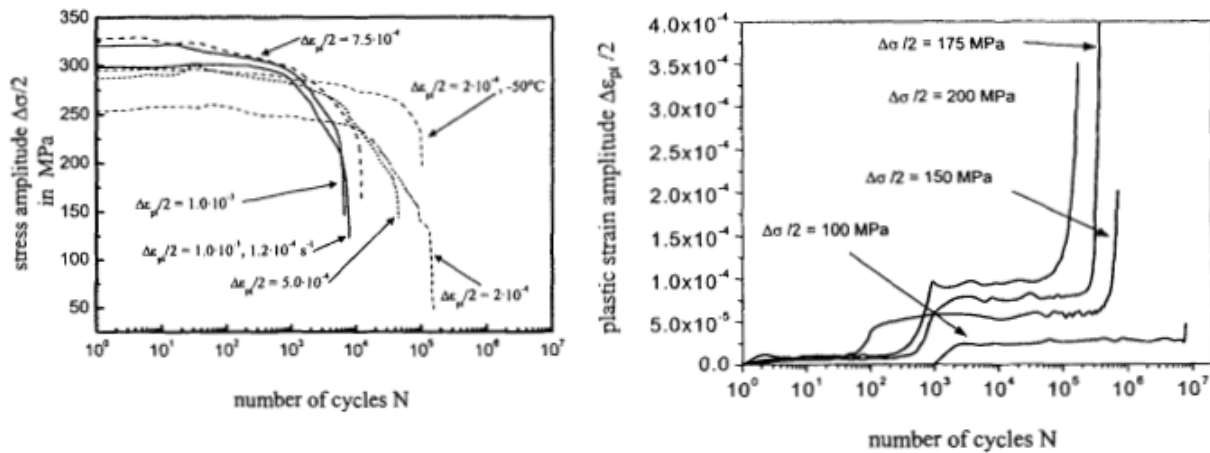 stress amplitude Δσ/2
in MPa
350
300
250
200
150
100
50
Δε_pl/2 = 7.5·10⁻⁴
Δε_pl/2 = 2·10⁻⁴, -50°C
Δε_pl/2 = 1.0·10⁻³
Δε_pl/2 = 1.0·10⁻³, 1.2·10⁻⁴ s⁻¹
Δε_pl/2 = 5.0·10⁻⁴
Δε_pl/2 = 2·10⁻⁴
10⁰ 10¹ 10² 10³ 10⁴ 10⁵ 10⁶ 10⁷
number of cycles N
plastic strain amplitude Δε_pl /2
4.0x10⁻⁴
3.5x10⁻⁴
3.0x10⁻⁴
2.5x10⁻⁴
2.0x10⁻⁴
1.5x10⁻⁴
1.0x10⁻⁴
5.0x10⁻⁵
0.0
Δσ /2 = 175 MPa
Δσ /2 = 200 MPa
Δσ /2 = 150 MPa
Δσ /2 = 100 MPa
10⁰ 10¹ 10² 10³ 10⁴ 10⁵ 10⁶ 10⁷
number of cycles N